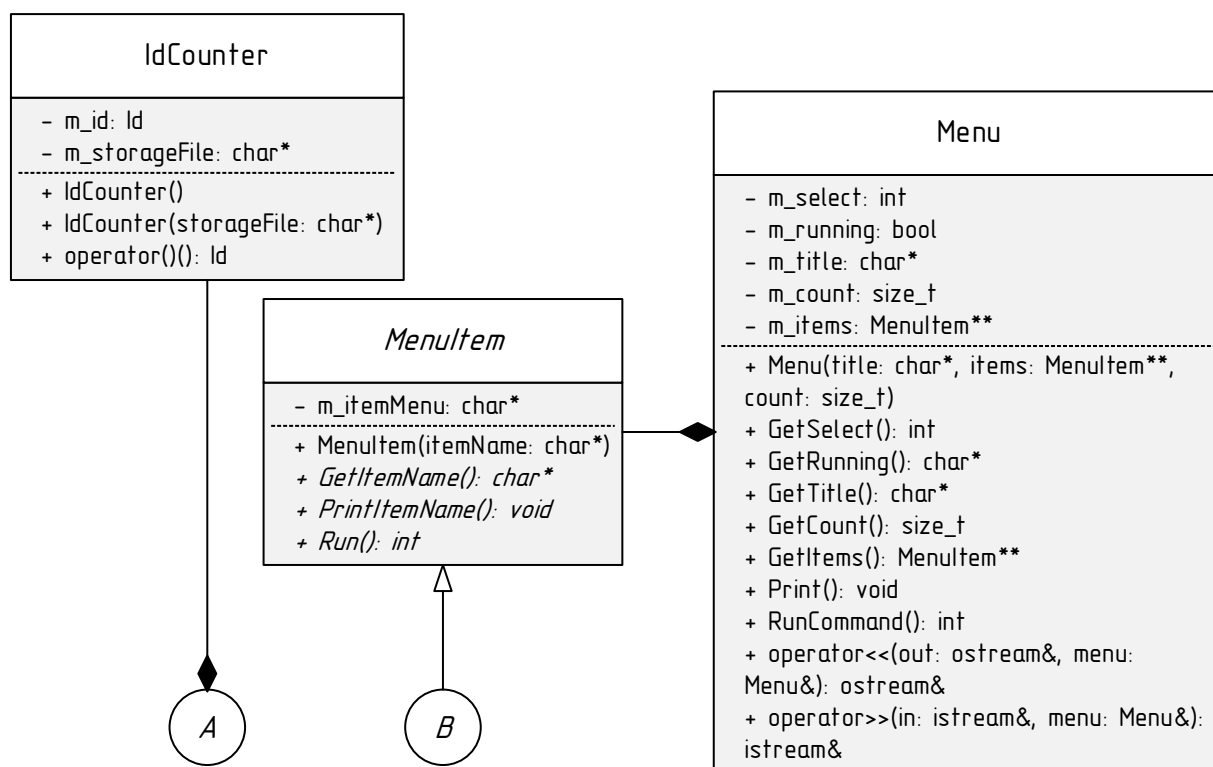 IdCounter
- m_id: Id
- m_storageFile: char*
+ IdCounter()
+ IdCounter(storageFile: char*)
+ operator()(): Id
MenuItem
- m_itemMenu: char*
+ MenuItem(itemName: char*)
+ GetItemName(): char*
+ PrintItemName(): void
+ Run(): int
Menu
- m_select: int
- m_running: bool
- m_title: char*
- m_count: size_t
- m_items: MenuItem**
+ Menu(title: char*, items: MenuItem**,
count: size_t)
+ GetSelect(): int
+ GetRunning(): char*
+ GetTitle(): char*
+ GetCount(): size_t
+ GetItems(): MenuItem**
+ Print(): void
+ RunCommand(): int
+ operator<<(out: ostream&, menu:
Menu&): ostream&
+ operator>>(in: istream&, menu: Menu&):
istream&
A
B